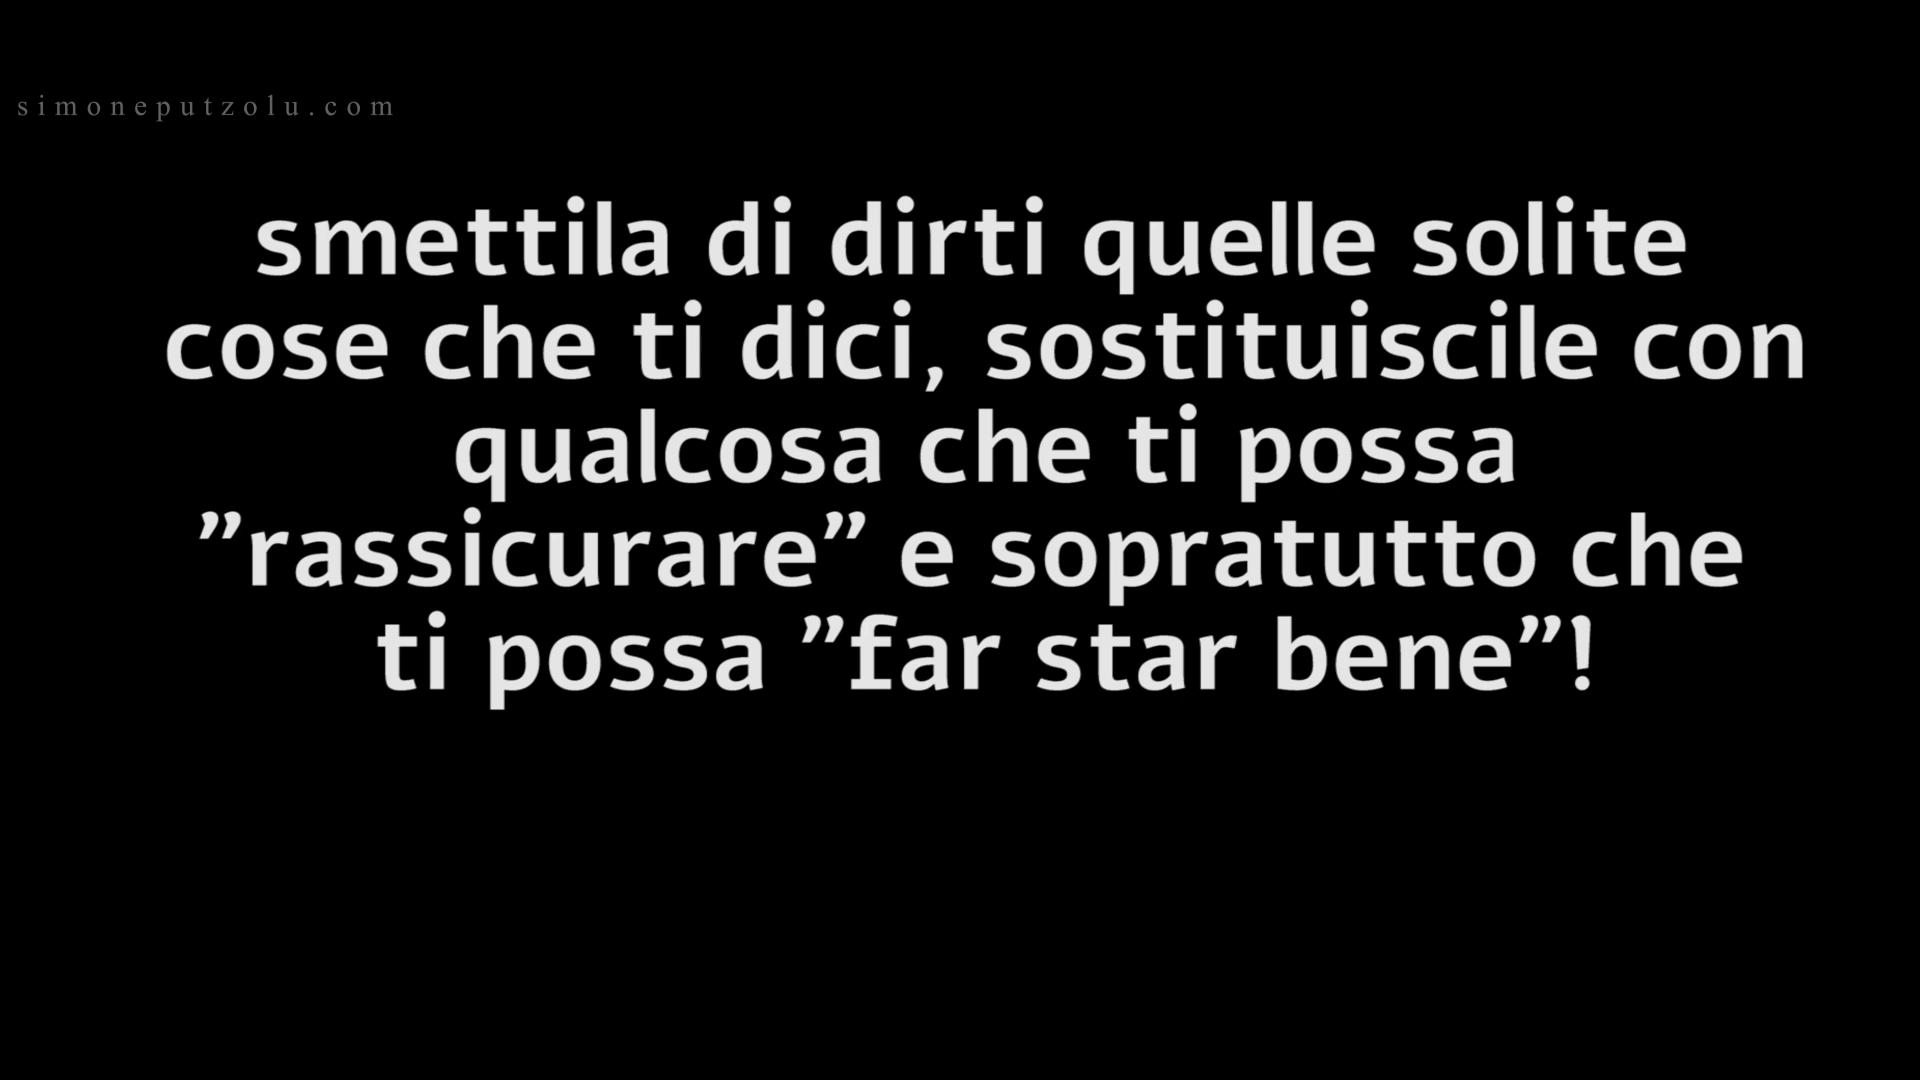 simoneputzolu.com
smettila di dirti quelle solite
cose che ti dici, sostituiscile con
qualcosa che ti possa
”rassicurare” e sopratutto che
ti possa ”far star bene”!